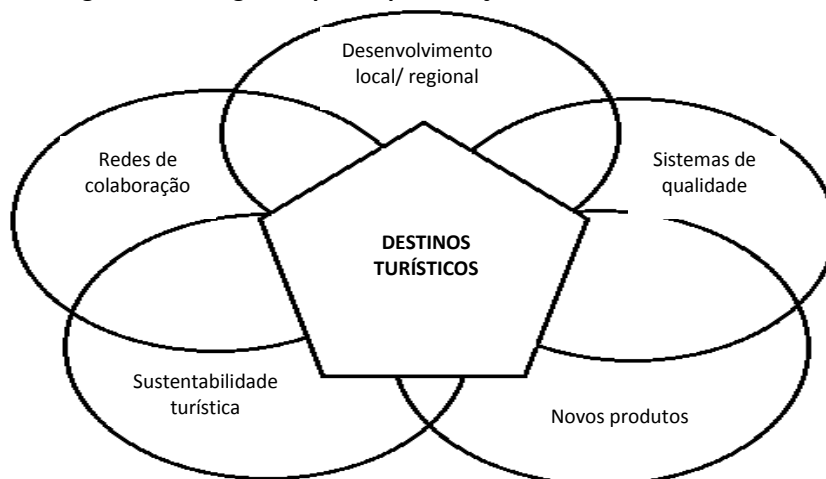 Desenvolvimento
local/ regional
Redes de
colaboração
Sistemas de
qualidade
DESTINOS
TURÍSTICOS
Sustentabilidade
turística
Novos produtos